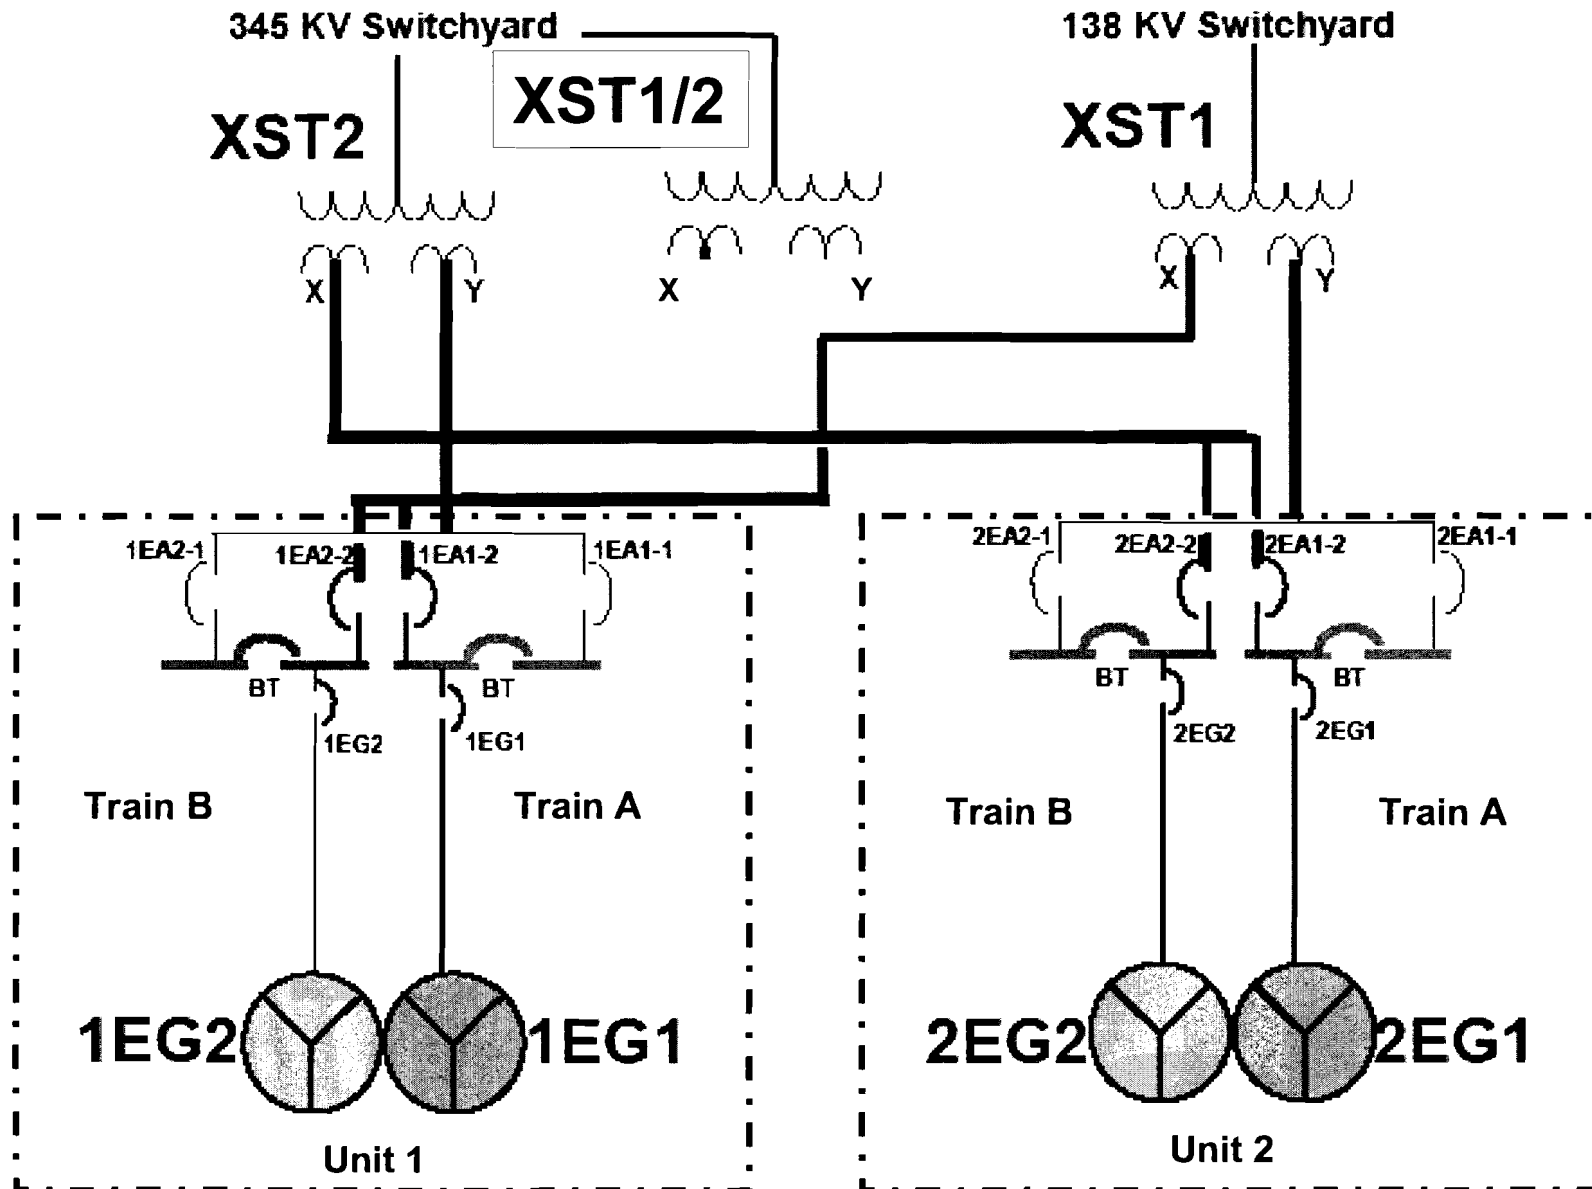 345 KV Switchyard
138 KV Switchyard
XST1/2
XST2
XST1
X
Y
X
Y
X
Y
1EA2-1
1EA2-2
1EA1-2
1EA1-1
2EA2-1
2EA2-2
2EA1-2
2EA1-1
BT
BT
BT
BT
1EG2
1EG1
2EG2
2EG1
Train B
Train A
Train B
Train A
1EG2
1EG1
2EG2
2EG1
Unit 1
Unit 2